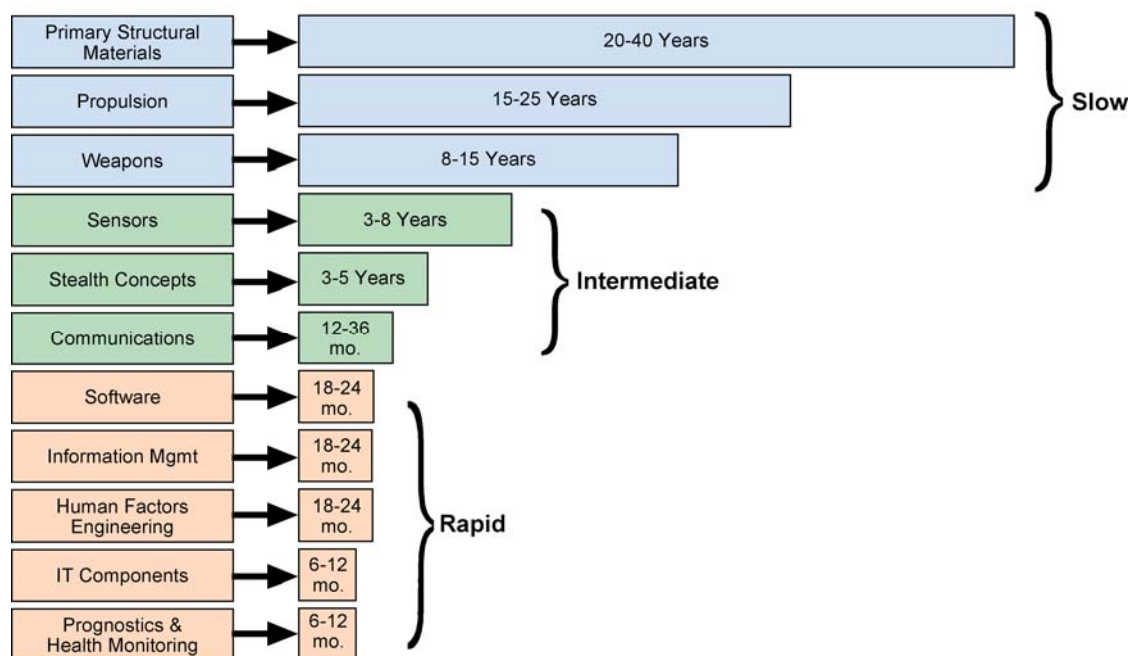 Primary Structural
Materials
20-40 Years
Propulsion
15-25 Years
Slow
Weapons
8-15 Years
Sensors
3-8 Years
Stealth Concepts
3-5 Years
Intermediate
Communications
12-36
mo.
Software
18-24
mo.
Information Mgmt
18-24
mo.
Human Factors
Engineering
18-24
mo.
Rapid
IT Components
6-12
mo.
Prognostics &
Health Monitoring
6-12
mo.